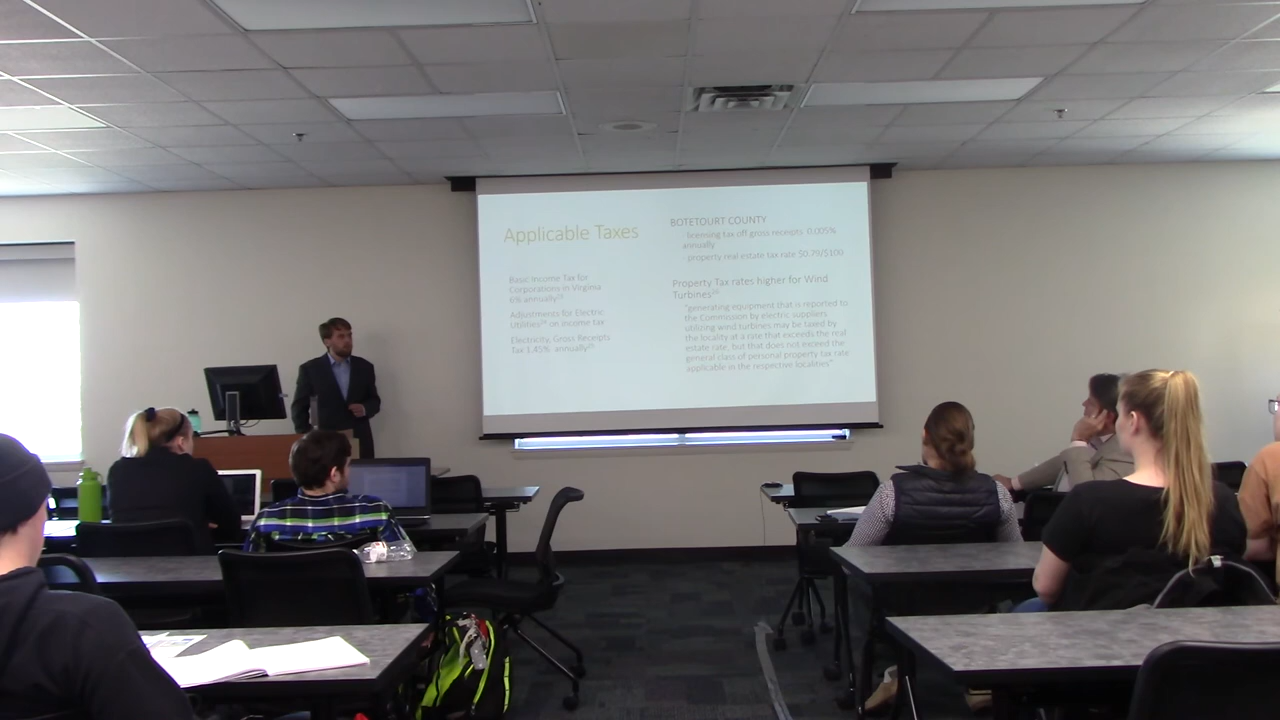 Applicable Taxes
Basic Income Tax for
Corporations in Virginia
6% annually
Adjustments for Electric
Utilities on income tax
Electricity Gross Receipts
Tax 1.45% annually
BOTETOURT COUNTY
- licensing tax off gross receipts 0.005%
annually
- property real estate tax rate $0.79/$100
Property Tax rates higher for Wind
Turbines
"generating equipment that is reported to
the Commission by electric suppliers
utilizing wind turbines may be taxed by
the locality at a rate that exceeds the real
estate rate, but that does not exceed the
general class of personal property tax rate
applicable in the respective localities"